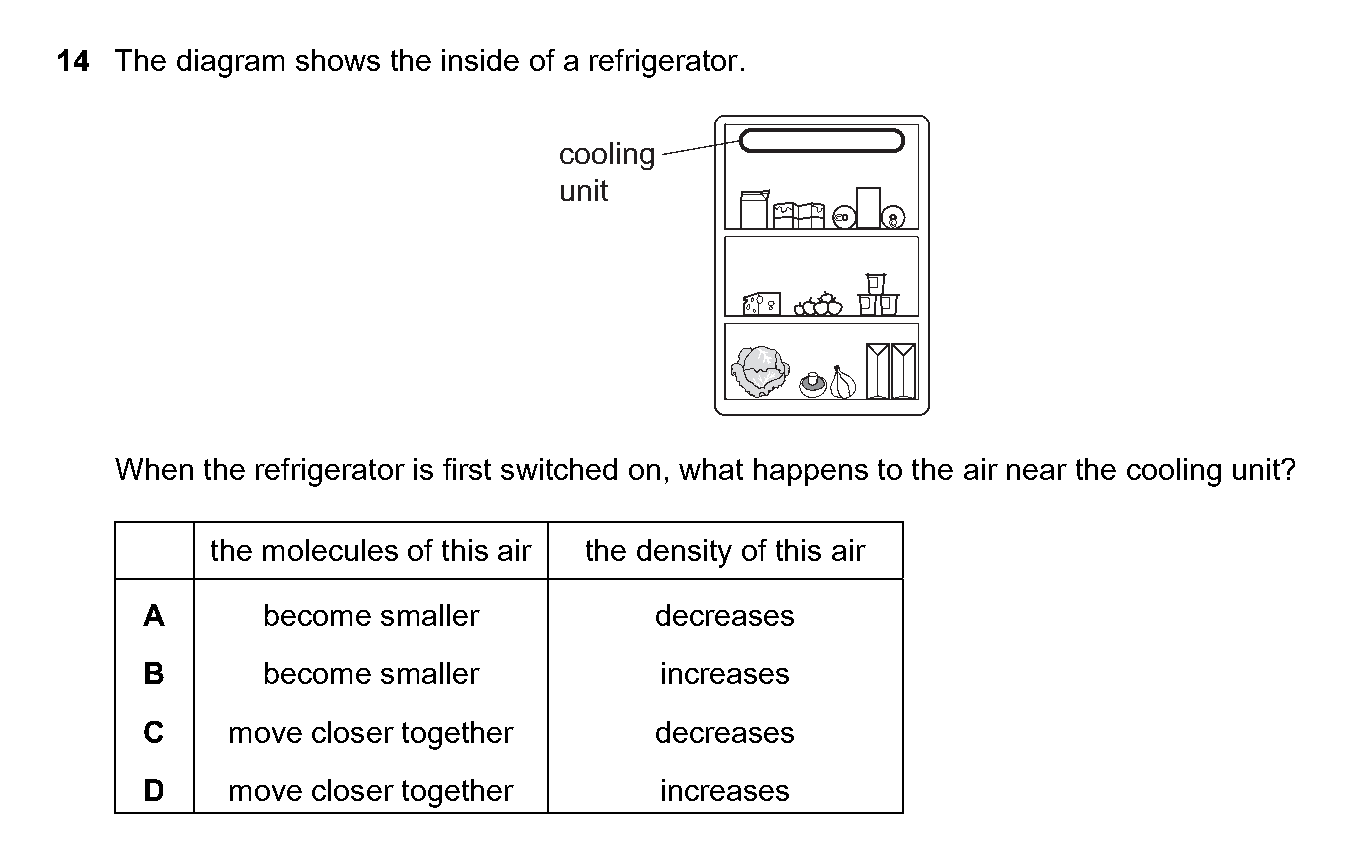 14 The diagram shows the inside of a refrigerator.
cooling
unit
When the refrigerator is first switched on, what happens to the air near the cooling unit?
the molecules of this air the density of this air
A become smaller decreases
B become smaller increases
C move closer together decreases
D move closer together increases